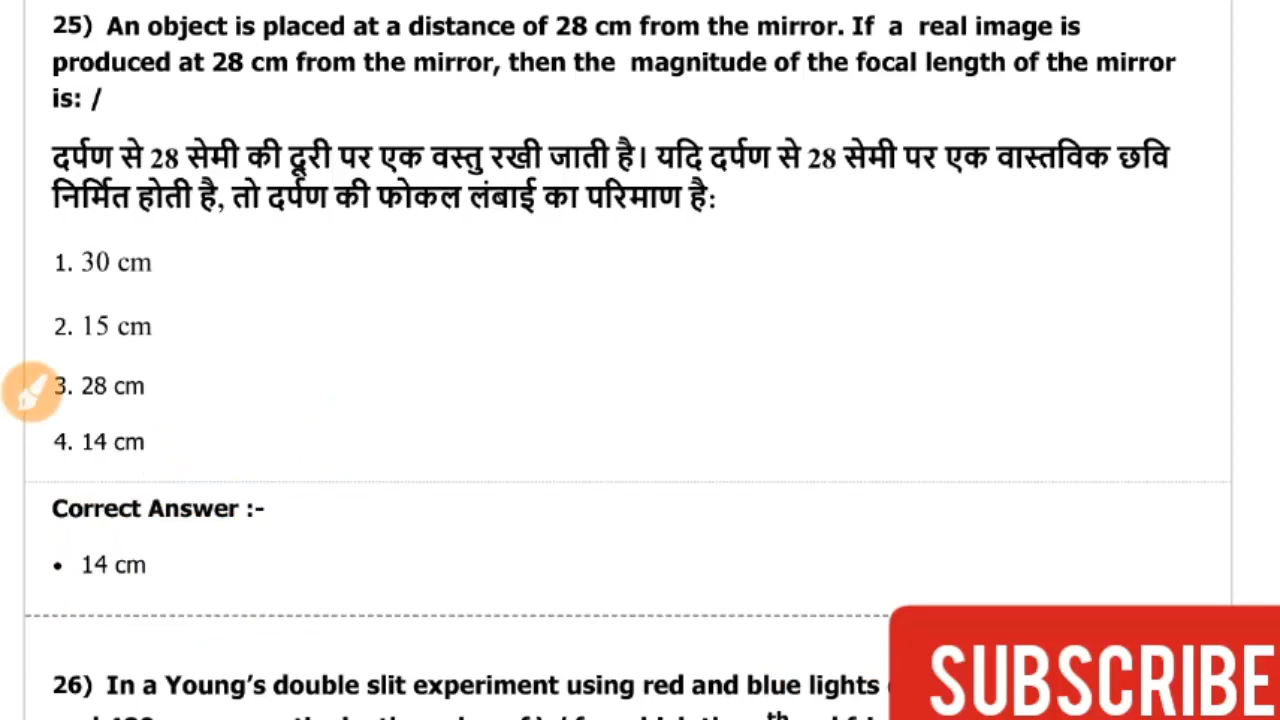 25) An object is placed at a distance of 28 cm from the mirror. If a real image is
produced at 28 cm from the mirror, then the magnitude of the focal length of the mirror
is: /
दर्पण से 28 सेमी की दूरी पर एक वस्तु रखी जाती है। यदि दर्पण से 28 सेमी पर एक वास्तविक छवि
निर्मित होती है, तो दर्पण की फोकल लंबाई का परिमाण है:
1. 30 cm
2. 15 cm
3. 28 cm
4. 14 cm
Correct Answer :-
• 14 cm
26) In a Young's double slit experiment using red and blue lights
SUBSCRIBE